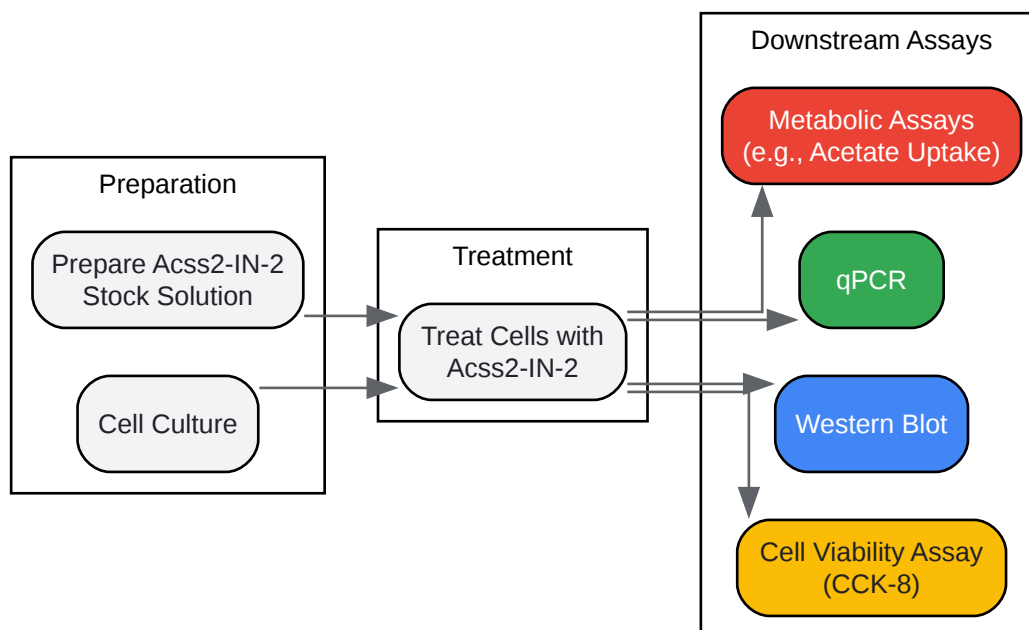 Preparation
Prepare Acss2-IN-2
Stock Solution
Cell Culture
Treatment
Treat Cells with
Acss2-IN-2
Downstream Assays
Metabolic Assays
(e.g., Acetate Uptake)
qPCR
Western Blot
Cell Viability Assay
(CCK-8)